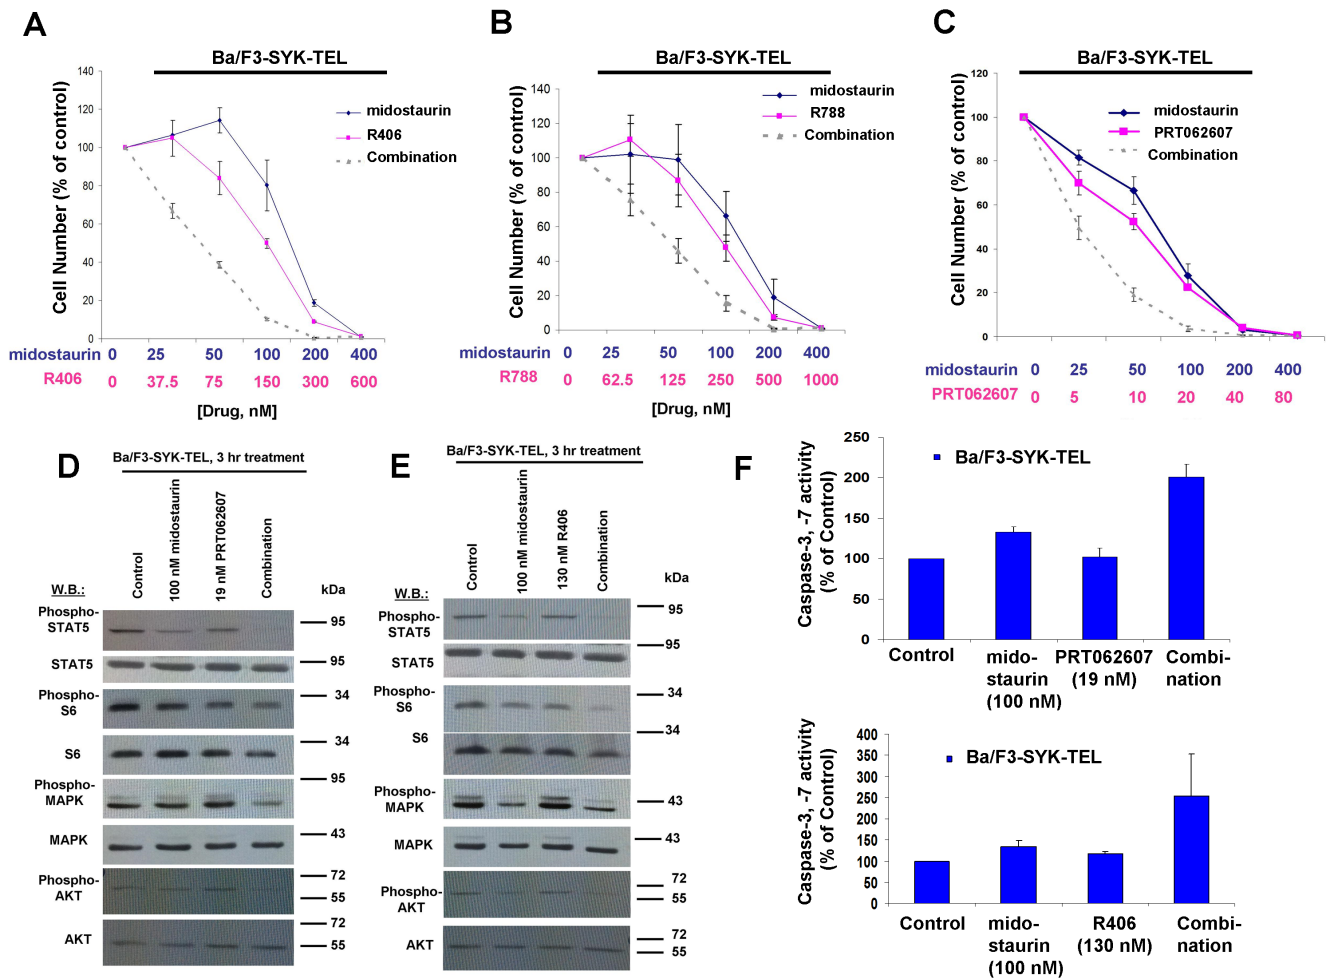 A
Ba/F3-SYK-TEL
Cell Number (% of control)
140
120
100
80
60
40
20
0
midostaurin
R406
Combination
midostaurin 0 25 50 100 200 400
R406 0 37.5 75 150 300 600
[Drug, nM]
B
Ba/F3-SYK-TEL
Cell Number (% of control)
140
120
100
80
60
40
20
0
midostaurin
R788
Combination
midostaurin 0 25 50 100 200 400
R788 0 62.5 125 250 500 1000
[Drug, nM]
C
Ba/F3-SYK-TEL
Cell Number (% of control)
120
100
80
60
40
20
0
midostaurin
PRT062607
Combination
midostaurin 0 25 50 100 200 400
PRT062607 0 5 10 20 40 80
D
Ba/F3-SYK-TEL, 3 hr treatment
Control
100 nM midostaurin
19 nM PRT062607
Combination
W.B.:
kDa
Phospho-
STAT5
95
STAT5
95
Phospho-
S6
34
S6
34
Phospho-
MAPK
95
MAPK
43
Phospho-
AKT
72
55
AKT
72
55
E
Ba/F3-SYK-TEL, 3 hr treatment
Control
100 nM midostaurin
130 nM R406
Combination
W.B.:
kDa
Phospho-
STAT5
95
STAT5
95
Phospho-
S6
34
S6
34
Phospho-
MAPK
43
MAPK
43
Phospho-
AKT
72
55
AKT
72
55
F
Caspase-3, -7 activity
(% of Control)
250
200
150
100
50
0
Ba/F3-SYK-TEL
Control
mido-
staurin
(100 nM)
PRT062607
(19 nM)
Combi-
nation
Caspase-3, -7 activity
(% of Control)
400
350
300
250
200
150
100
50
0
Ba/F3-SYK-TEL
Control
mido-
staurin
(100 nM)
R406
(130 nM)
Combi-
nation